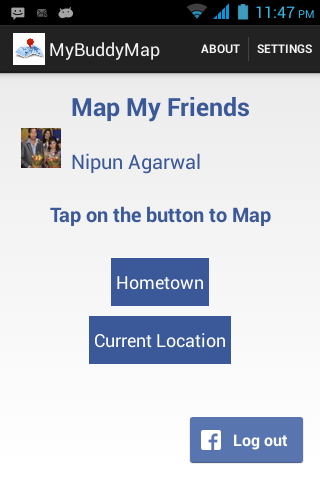 11:47 PM
MyBuddyMap ABOUT SETTINGS
Map My Friends
Nipun Agarwal
Tap on the button to Map
Hometown
Current Location
Log out